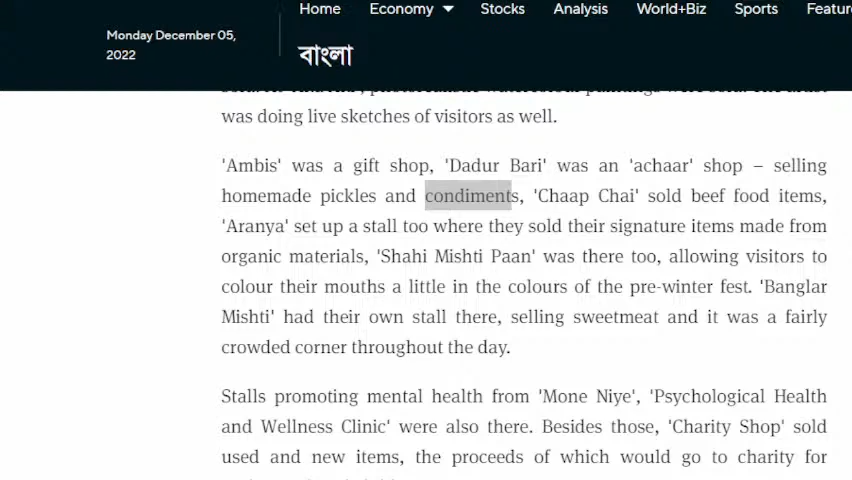 Home Economy Stocks Analysis World+Biz Sports Featur
Monday December 05,
2022
বাংলা
was doing live sketches of visitors as well.
'Ambis' was a gift shop, 'Dadur Bari' was an 'achaar' shop – selling
homemade pickles and condiments, 'Chaap Chai' sold beef food items,
'Aranya' set up a stall too where they sold their signature items made from
organic materials, 'Shahi Mishti Paan' was there too, allowing visitors to
colour their mouths a little in the colours of the pre-winter fest. 'Banglar
Mishti' had their own stall there, selling sweetmeat and it was a fairly
crowded corner throughout the day.
Stalls promoting mental health from 'Mone Niye', 'Psychological Health
and Wellness Clinic' were also there. Besides those, 'Charity Shop' sold
used and new items, the proceeds of which would go to charity for